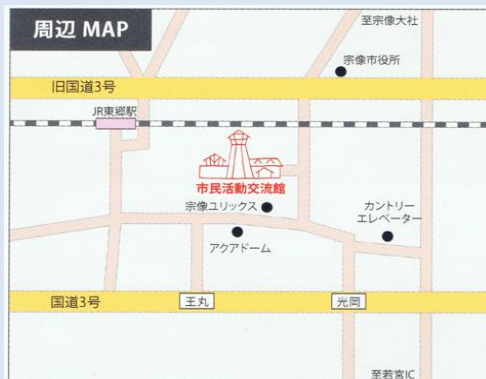 周辺 MAP
至宗像大社
宗像市役所
旧国道3号
JR東郷駅
市民活動交流館
宗像ユリックス
カントリー
エレベーター
アクアドーム
国道3号
王丸
光岡
至若宮IC